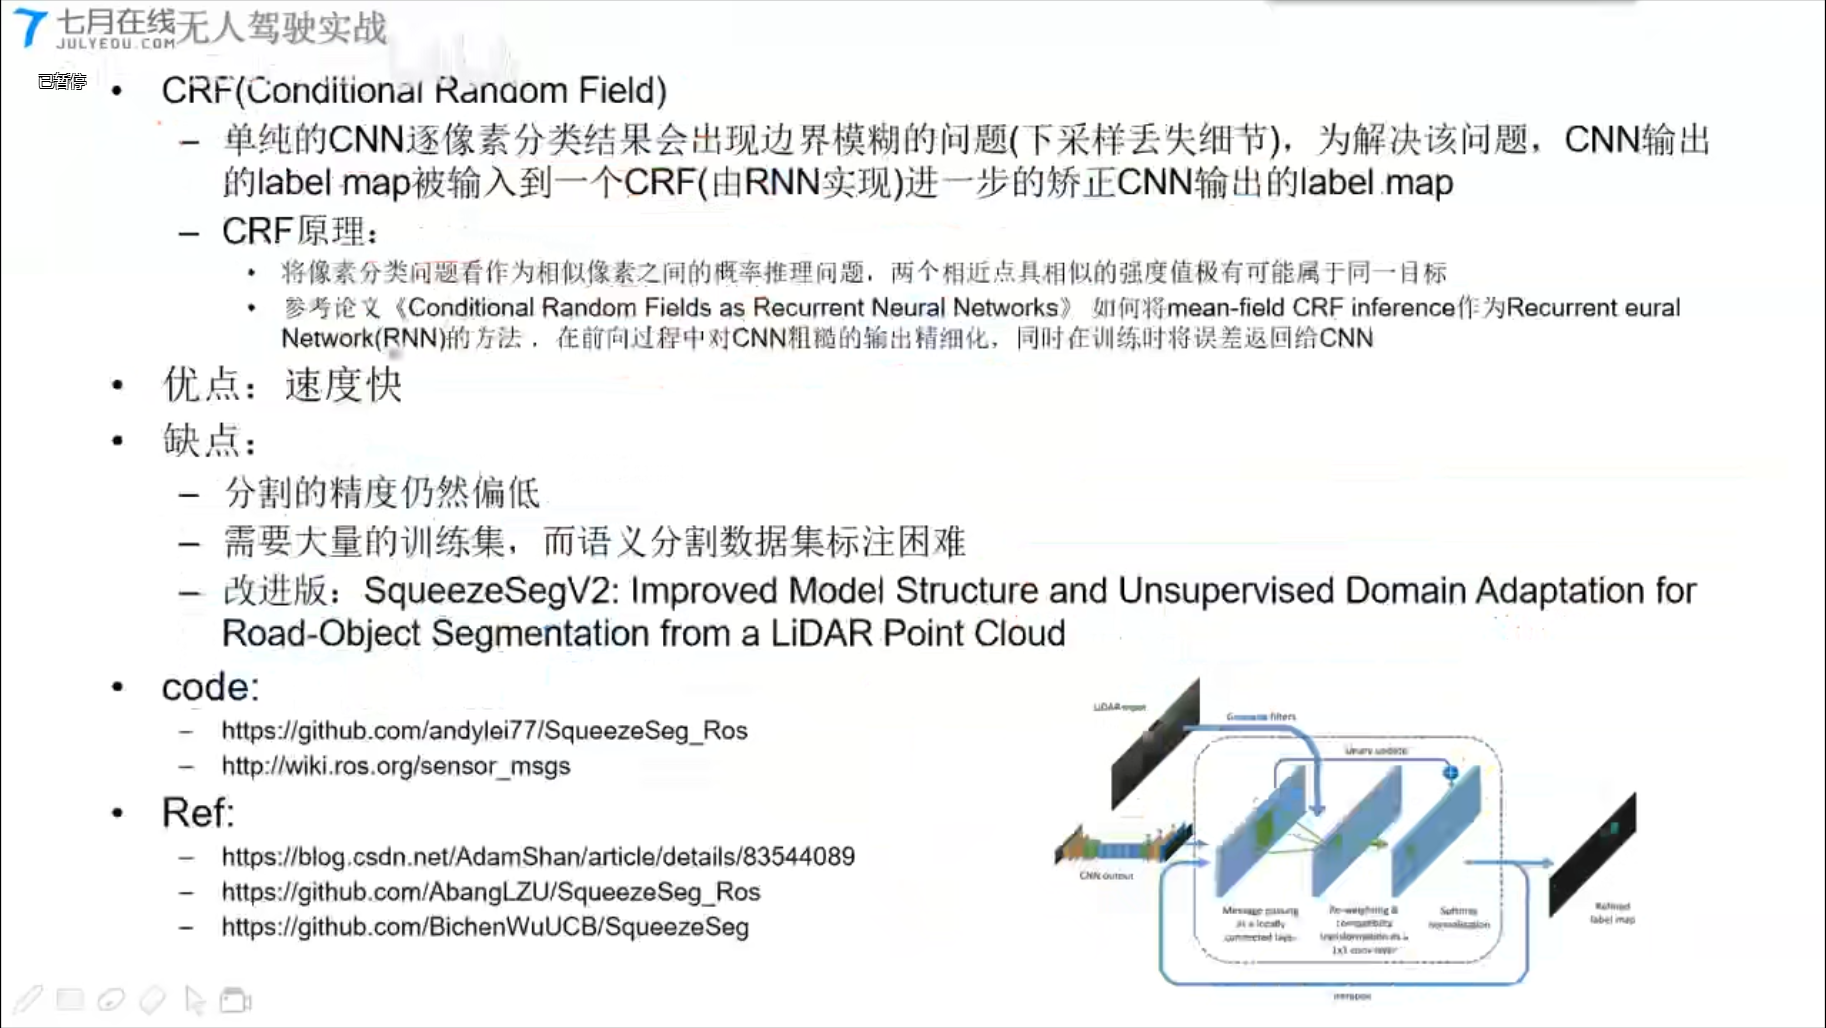 七月在线
JULYEDU.COM
无人驾驶实战
已暂停
• CRF(Conditional Random Field)
– 单纯的CNN逐像素分类结果会出现边界模糊的问题(下采样丢失细节)，为解决该问题，CNN输出
的label map被输入到一个CRF(由RNN实现)进一步的矫正CNN输出的label map
– CRF原理：
• 将像素分类问题看作为相似像素之间的概率推理问题，两个相近点具相似的强度值极有可能属于同一目标
• 参考论文《Conditional Random Fields as Recurrent Neural Networks》 如何将mean-field CRF inference作为Recurrent eural
Network(RNN)的方法 ，在前向过程中对CNN粗糙的输出精细化，同时在训练时将误差返回给CNN
• 优点：速度快
• 缺点：
– 分割的精度仍然偏低
– 需要大量的训练集，而语义分割数据集标注困难
– 改进版：SqueezeSegV2: Improved Model Structure and Unsupervised Domain Adaptation for
Road-Object Segmentation from a LiDAR Point Cloud
• code:
– https://github.com/andylei77/SqueezeSeg_Ros
– http://wiki.ros.org/sensor_msgs
• Ref:
– https://blog.csdn.net/AdamShan/article/details/83544089
– https://github.com/AbangLZU/SqueezeSeg_Ros
– https://github.com/BichenWuUCB/SqueezeSeg
LiDAR input
Gaussian filters
Unary update
CNN output
Message passing
as a locally
connected layer
Re-weighting &
compatibility
transformation as a
Softmax
normalization
Refined
label map